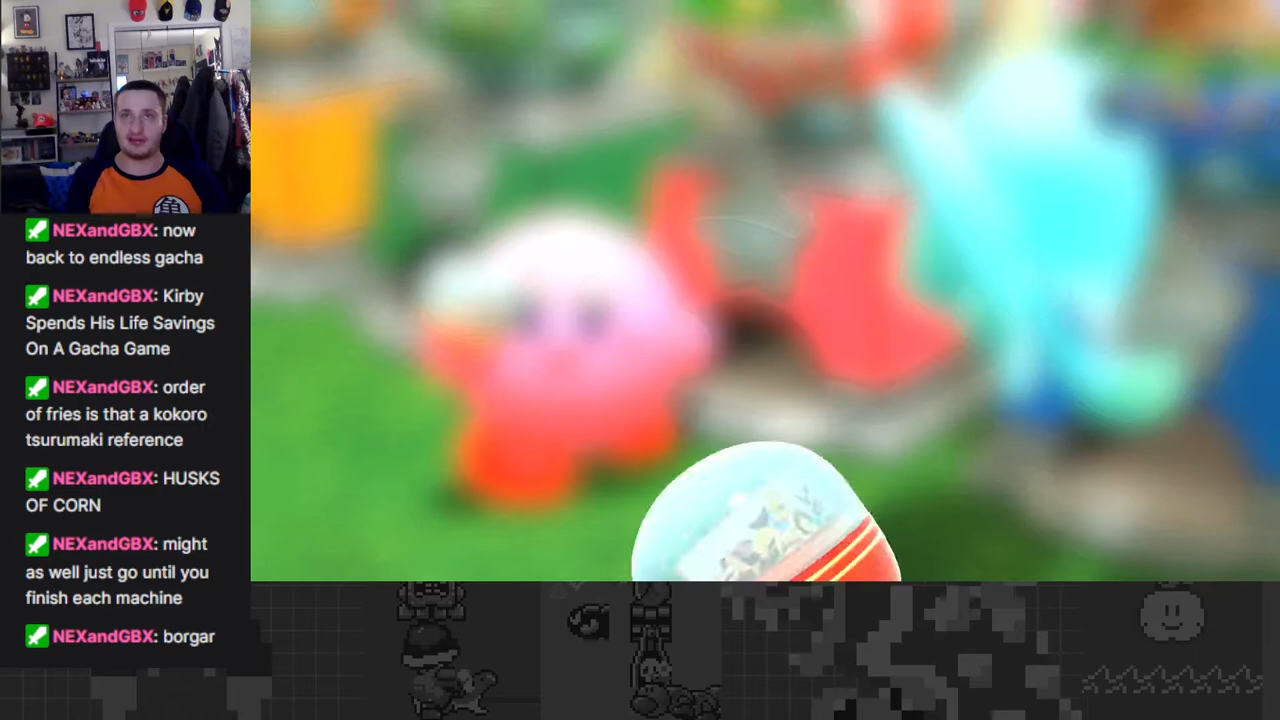 NEXandGBX: now
back to endless gacha
NEXandGBX: Kirby
Spends His Life Savings
On A Gacha Game
NEXandGBX: order
of fries is that a kokoro
tsurumaki reference
NEXandGBX: HUSKS
OF CORN
NEXandGBX: might
as well just go until you
finish each machine
NEXandGBX: borgar